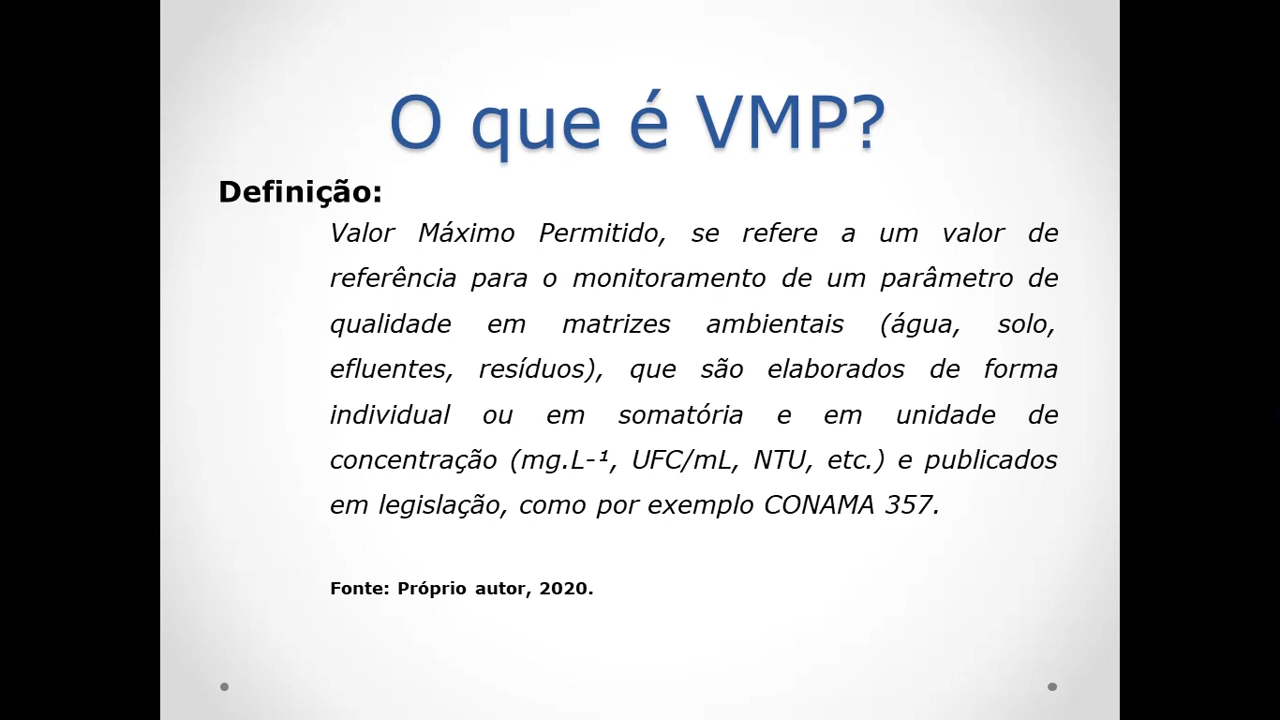 O que é VMP?
Definição:
Valor Máximo Permitido, se refere a um valor de
referência para o monitoramento de um parâmetro de
qualidade em matrizes ambientais (água, solo,
efluentes, resíduos), que são elaborados de forma
individual ou em somatória e em unidade de
concentração (mg.L-¹, UFC/mL, NTU, etc.) e publicados
em legislação, como por exemplo CONAMA 357.
Fonte: Próprio autor, 2020.